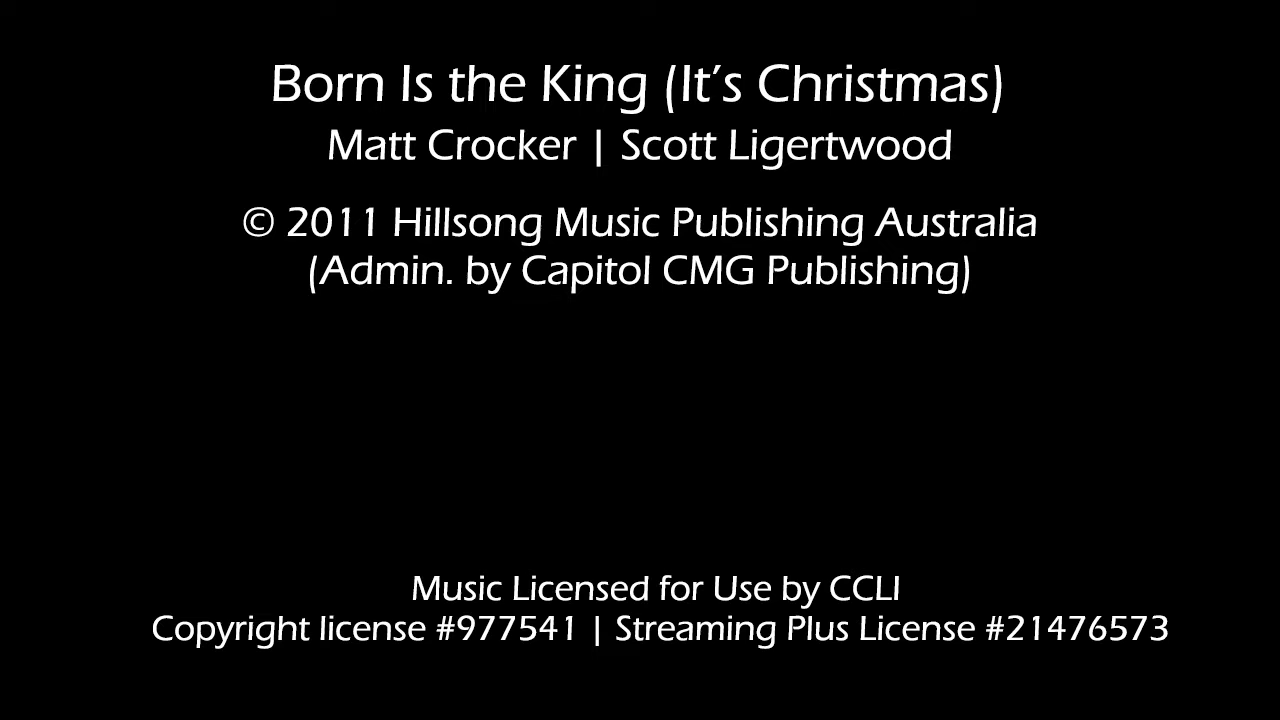 Born Is the King (It’s Christmas)
Matt Crocker | Scott Ligertwood
© 2011 Hillsong Music Publishing Australia
(Admin. by Capitol CMG Publishing)
Music Licensed for Use by CCLI
Copyright license #977541 | Streaming Plus License #21476573